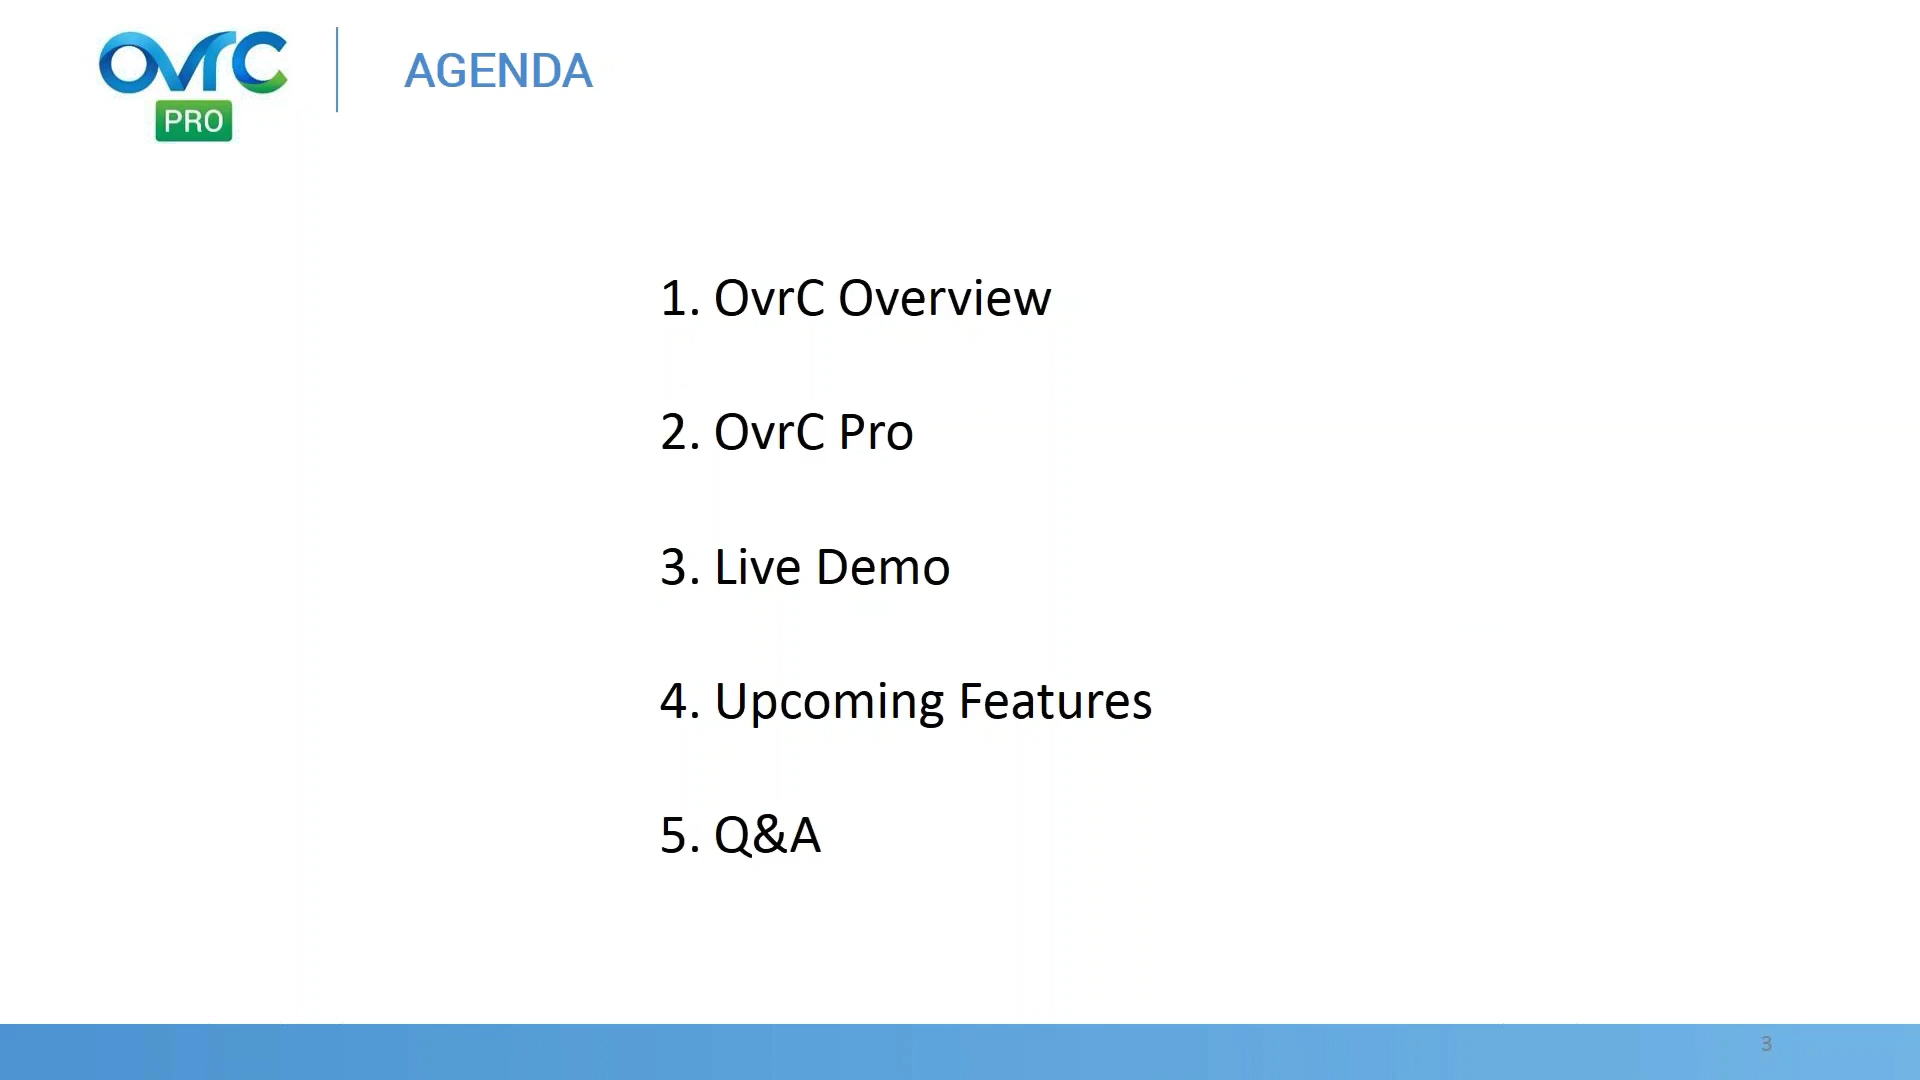 OvrC
PRO
AGENDA
1. OvrC Overview
2. OvrC Pro
3. Live Demo
4. Upcoming Features
5. Q&A
3